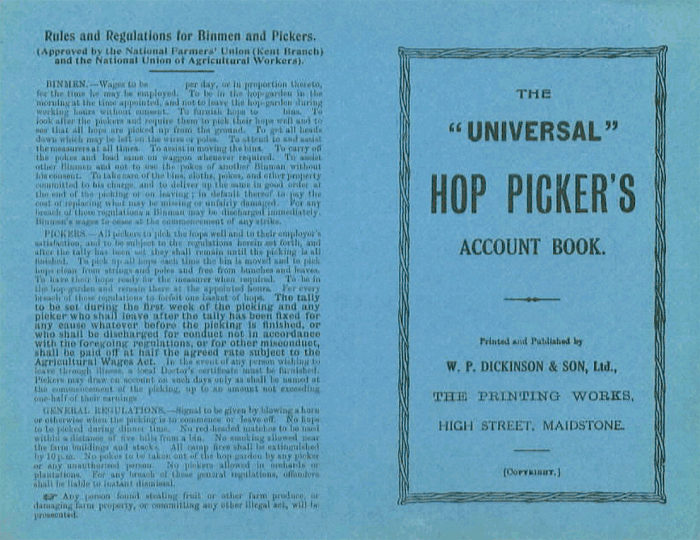 Rules and Regulations for Binmen and Pickers.
(Approved by the National Farmers' Union (Kent Branch)
and the National Union of Agricultural Workers).
BINMEN.—Wages to be per day, or in proportion thereto,
for the time he may be employed. To be in the hop-garden in the
morning at the time appointed, and not to leave the hop-garden during
working hours without consent. To furnish hops to bins. To
look after the pickers and require them to pick their hops well and to
see that all hops are picked up from the ground. To get all heads
down which may be left on the wires or poles. To attend to and assist
the measurers at all times. To assist in moving the bins. To carry off
the pokes and load same on waggon whenever required. To assist
other Binmen and not to use the pokes of another Binman without
his consent. To take care of the bins, cloths, pokes, and other property
committed to his charge, and to deliver up the same in good order at
the end of the picking or on leaving; in default thereof to pay the
cost of replacing what may be missing or unfairly damaged. For any
breach of these regulations a Binman may be discharged immediately.
Binmen's wages to cease at the commencement of any strike.
PICKERS.—All pickers to pick the hops well and to their employer's
satisfaction, and to be subject to the regulations herein set forth, and
after the tally has been set they shall remain until the picking is all
finished. To pick up all hops each time the bin is moved and to pick
hops clean from strings and poles and free from bunches and leaves.
To have their hops ready for the measurer when required. To be in
the hop-garden and remain there at the appointed hours. For every
breach of these regulations to forfeit one basket of hops. The tally
to be set during the first week of the picking and any
picker who shall leave after the tally has been fixed for
any cause whatever before the picking is finished, or
who shall be discharged for conduct not in accordance
with the foregoing regulations, or for other misconduct,
shall be paid off at half the agreed rate subject to the
Agricultural Wages Act. In the event of any person wishing to
leave through illness, a local Doctor's certificate must be furnished.
Pickers may draw on account on such days only as shall be named at
the commencement of the picking, up to an amount not exceeding
one-half of their earnings.
GENERAL REGULATIONS.—Signal to be given by blowing a horn
or otherwise when the picking is to commence or leave off. No hops
to be picked during dinner time. No red-headed matches to be used
within a distance of five hills from a bin. No smoking allowed near
the farm buildings and stacks. All camp fires shall be extinguished
by 10 p.m. No pokes to be taken out of the hop garden by any picker
or any unauthorised person. No pickers allowed in orchards or
plantations. For any breach of these general regulations, offenders
shall be liable to instant dismissal.
☞ Any person found stealing fruit or other farm produce, or
damaging farm property, or committing any other illegal act, will be
prosecuted.
THE
"UNIVERSAL"
HOP PICKER'S
ACCOUNT BOOK.
Printed and Published by
W. P. DICKINSON & SON, Ltd.,
THE PRINTING WORKS,
HIGH STREET, MAIDSTONE.
[COPYRIGHT.]